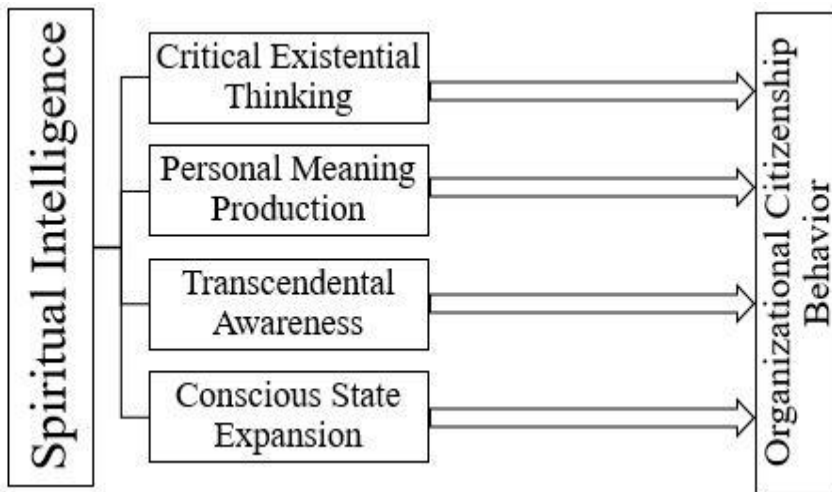 Spiritual Intelligence
Critical Existential
Thinking
Personal Meaning
Production
Transcendental
Awareness
Conscious State
Expansion
Organizational Citizenship
Behavior